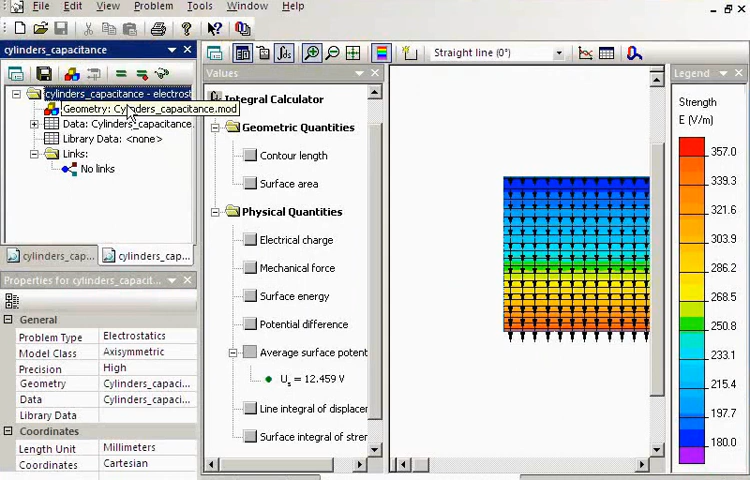 File Edit Problem Tools Window Help
cylinders_capacitance
cylinders_capacitance - electrost
Geometry: Cylinders_capacitance.mod
Data: Cylinders_capacitance.
Library Data: <none>
Links:
No links
cylinders_cap...
cylinders_cap...
Properties for cylinders_capacit...
General
Problem Type Electrostatics
Model Class Axisymmetric
Precision High
Geometry Cylinders_capaci...
Data Cylinders_capaci...
Library Data
Coordinates
Length Unit Millimeters
Coordinates Cartesian
Straight line (0°)
Values
Integral Calculator
Geometric Quantities
Contour length
Surface area
Physical Quantities
Electrical charge
Mechanical force
Surface energy
Potential difference
Average surface potent
Us = 12.459 V
Line integral of displacer
Surface integral of stren
Legend
Strength
E (V/m)
357.0
339.3
321.6
303.9
286.2
268.5
250.8
233.1
215.4
197.7
180.0